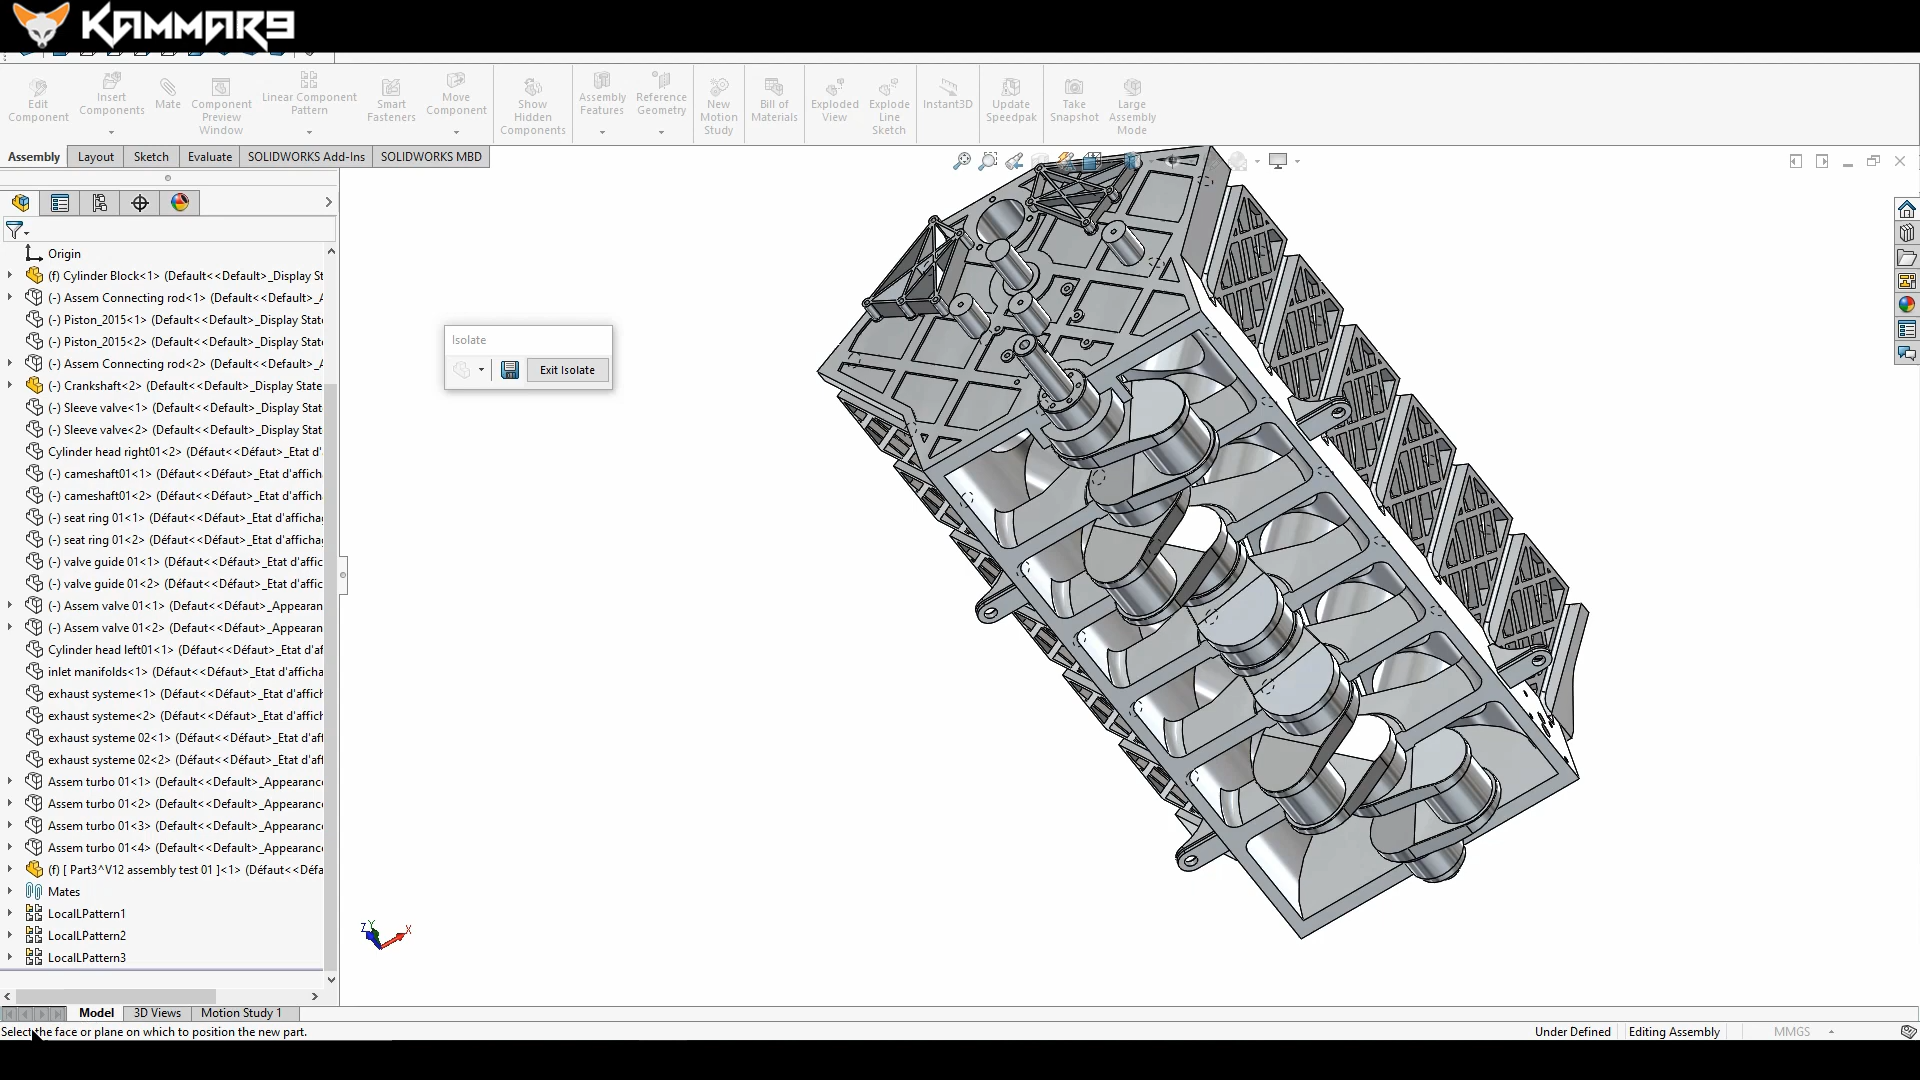 KAMMAR9
Edit Component
Insert Components
Mate
Component Preview Window
Linear Component Pattern
Smart Fasteners
Move Component
Show Hidden Components
Assembly Features
Reference Geometry
New Motion Study
Bill of Materials
Exploded View
Explode Line Sketch
Instant3D
Update Speedpak
Take Snapshot
Large Assembly Mode
Assembly
Layout
Sketch
Evaluate
SOLIDWORKS Add-Ins
SOLIDWORKS MBD
Origin
(f) Cylinder Block<1> (Default<<Default>_Display St
(-) Assem Connecting rod<1> (Default<<Default>_A
(-) Piston_2015<1> (Default<<Default>_Display State
(-) Piston_2015<2> (Default<<Default>_Display State
(-) Assem Connecting rod<2> (Default<<Default>_A
(-) Crankshaft<2> (Default<<Default>_Display State
(-) Sleeve valve<1> (Default<<Default>_Display Stat
(-) Sleeve valve<2> (Default<<Default>_Display Stat
Cylinder head right01<2> (Défaut<<Défaut>_Etat d'
(-) cameshaft01<1> (Défaut<<Défaut>_Etat d'affich
(-) cameshaft01<2> (Défaut<<Défaut>_Etat d'affich
(-) seat ring 01<1> (Défaut<<Défaut>_Etat d'afficha
(-) seat ring 01<2> (Défaut<<Défaut>_Etat d'afficha
(-) valve guide 01<1> (Défaut<<Défaut>_Etat d'affic
(-) valve guide 01<2> (Défaut<<Défaut>_Etat d'affic
(-) Assem valve 01<1> (Défaut<<Défaut>_Apparan
(-) Assem valve 01<2> (Défaut<<Défaut>_Apparan
Cylinder head left01<1> (Défaut<<Défaut>_Etat d'af
inlet manifolds<1> (Défaut<<Défaut>_Etat d'afficha
exhaust systeme<1> (Défaut<<Défaut>_Etat d'affich
exhaust systeme<2> (Défaut<<Défaut>_Etat d'affich
exhaust systeme 02<1> (Défaut<<Défaut>_Etat d'aff
exhaust systeme 02<2> (Défaut<<Défaut>_Etat d'aff
Assem turbo 01<1> (Default<<Default>_Appearanc
Assem turbo 01<2> (Default<<Default>_Appearanc
Assem turbo 01<3> (Default<<Default>_Appearanc
Assem turbo 01<4> (Default<<Default>_Appearanc
(f) [ Part3^V12 assembly test 01 ]<1> (Défaut<<Défa
Mates
LocalLPattern1
LocalLPattern2
LocalLPattern3
Isolate
Exit Isolate
Z Y X
Model
3D Views
Motion Study 1
Select the face or plane on which to position the new part.
Under Defined
Editing Assembly
MMGS